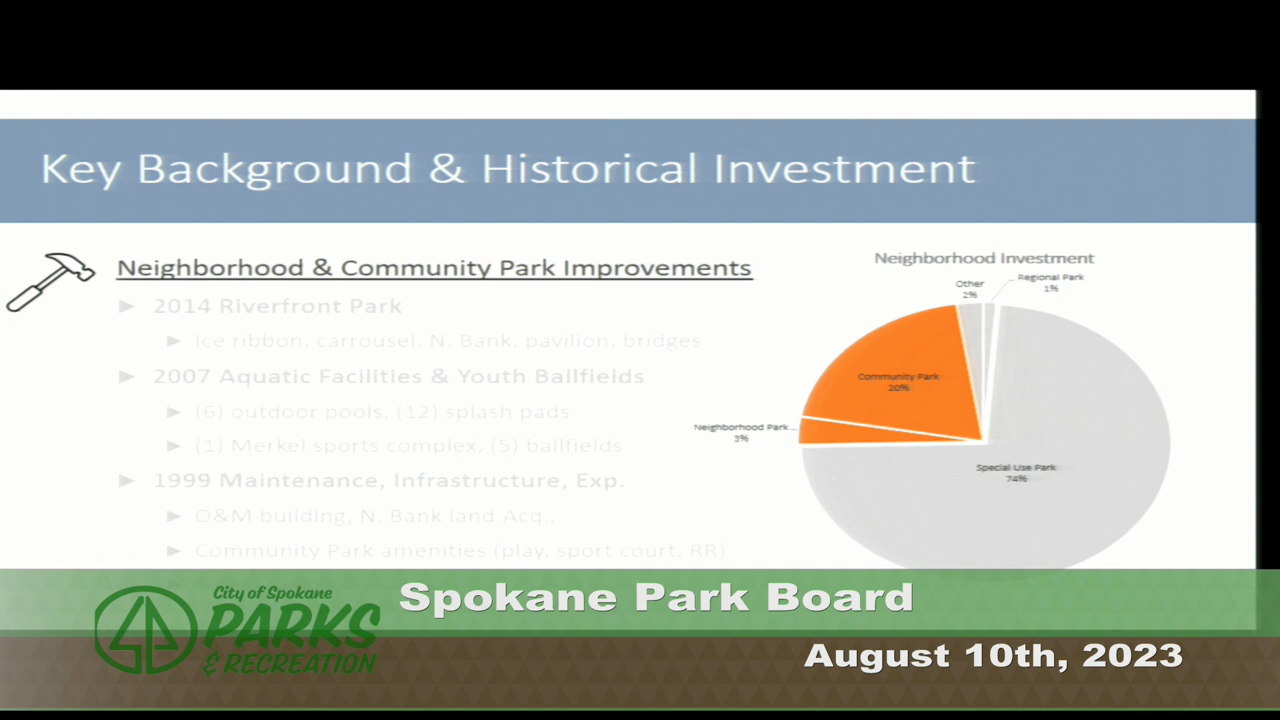 Key Background & Historical Investment
Neighborhood & Community Park Improvements
2014 Riverfront Park
Ice ribbon, carrousel, N. Bank, pavilion, bridges
2007 Aquatic Facilities & Youth Ballfields
(6) outdoor pools, (12) splash pads
(1) Merkel sports complex, (5) ballfields
1999 Maintenance, Infrastructure, Exp.
O&M building, N. Bank land Acq.,
Community Park amenities (play, sport court, RR)
Neighborhood Investment
Other
2%
Regional Park
1%
Community Park
20%
Neighborhood Park
3%
Special Use Park
74%
City of Spokane
PARKS
& RECREATION
Spokane Park Board
August 10th, 2023